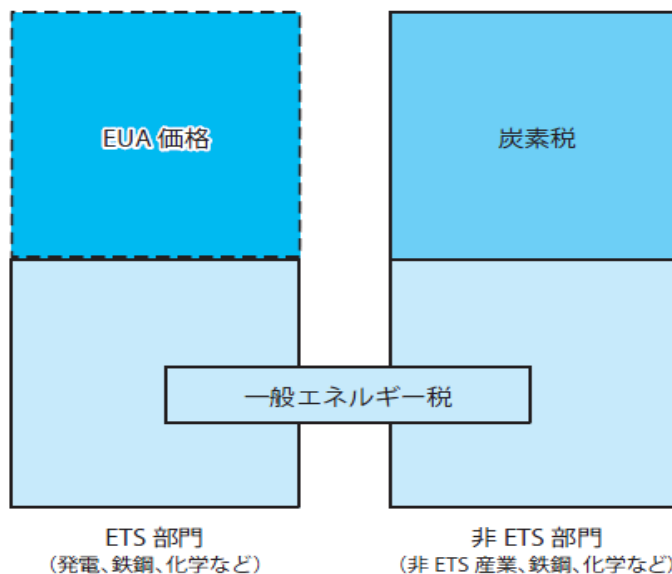 EUA 価格
炭素税
一般エネルギー税
ETS 部門
（発電、鉄鋼、化学など）
非 ETS 部門
（非 ETS 産業、鉄鋼、化学など）